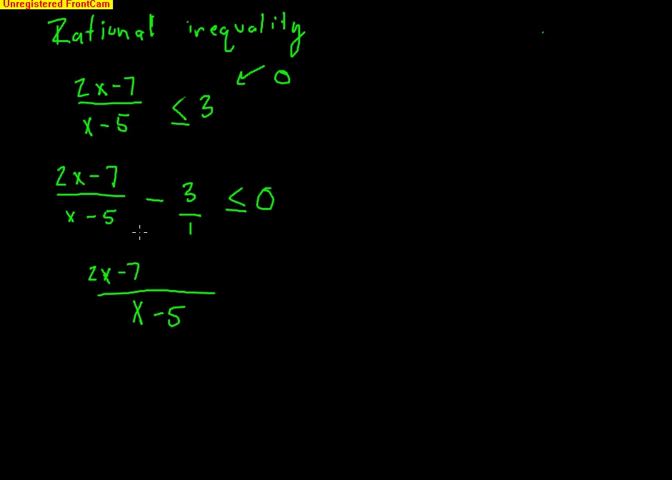 Unregistered FrontCam
Rational inequality
(2x-7)/(x-5) ≤ 3 ↙ 0
(2x-7)/(x-5) - 3/1 ≤ 0
(2x-7)/(x-5)